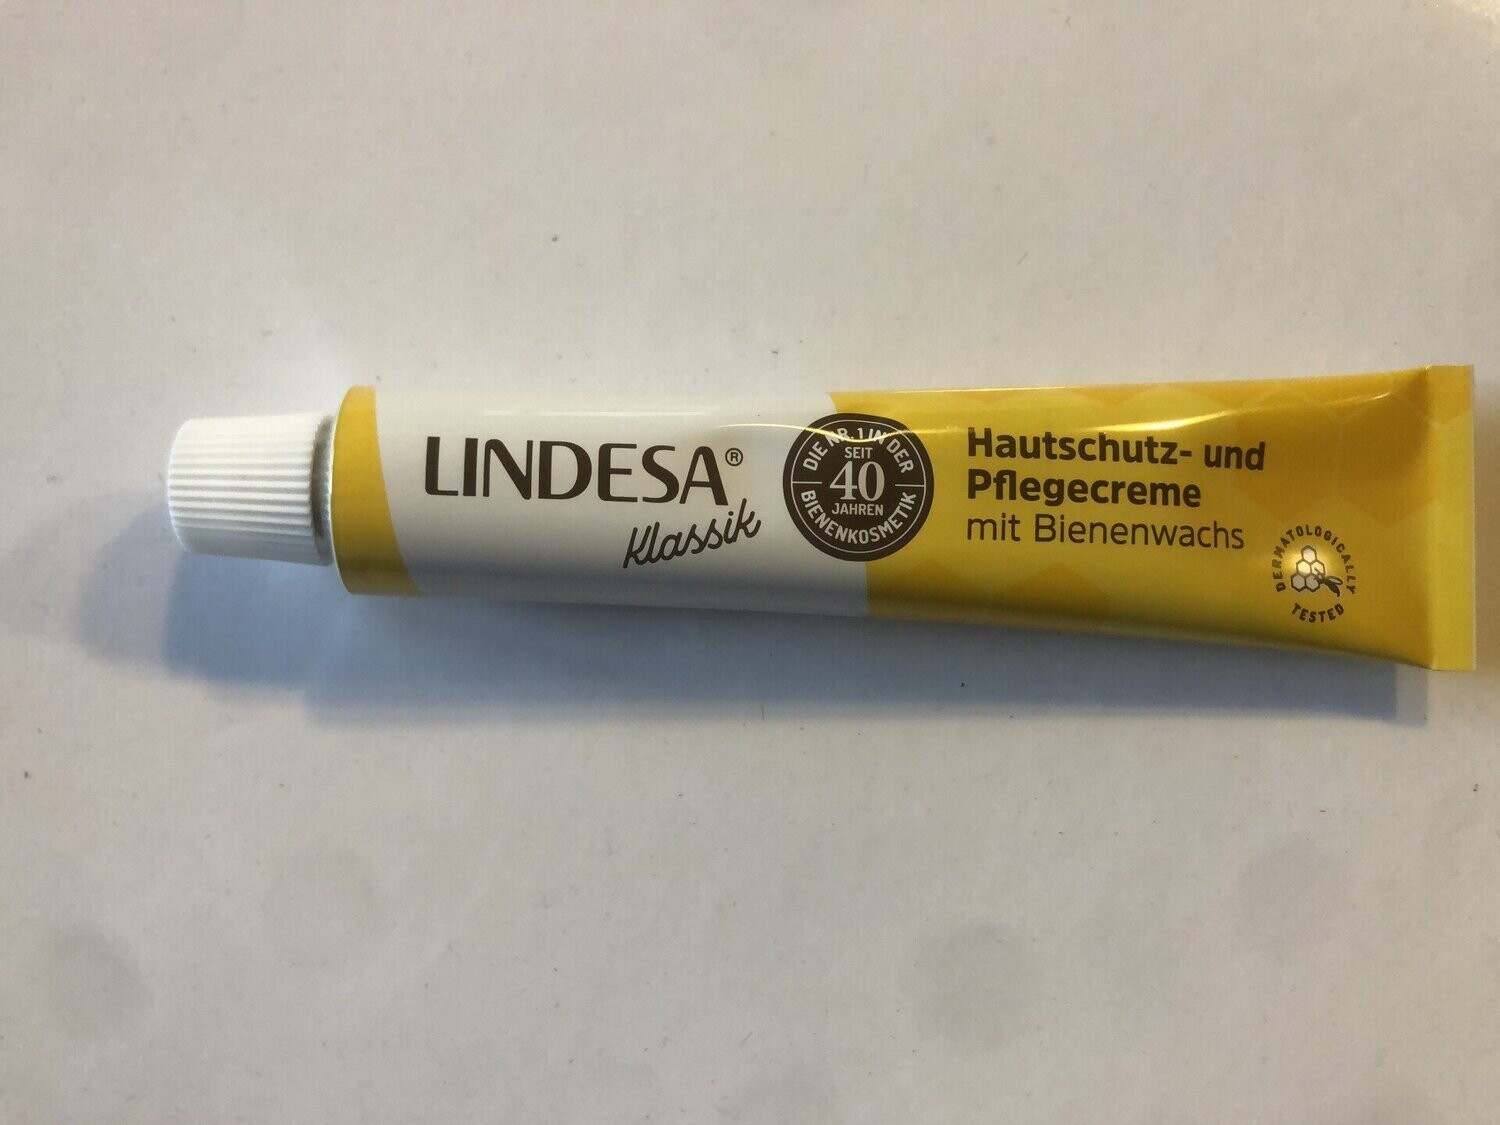 LINDESA®
Klassik
DIE NR. 1 IN DER
SEIT
40
JAHREN
BIENENKOSMETIK
Hautschutz- und
Pflegecreme
mit Bienenwachs
DERMATOLOGICALLY
TESTED